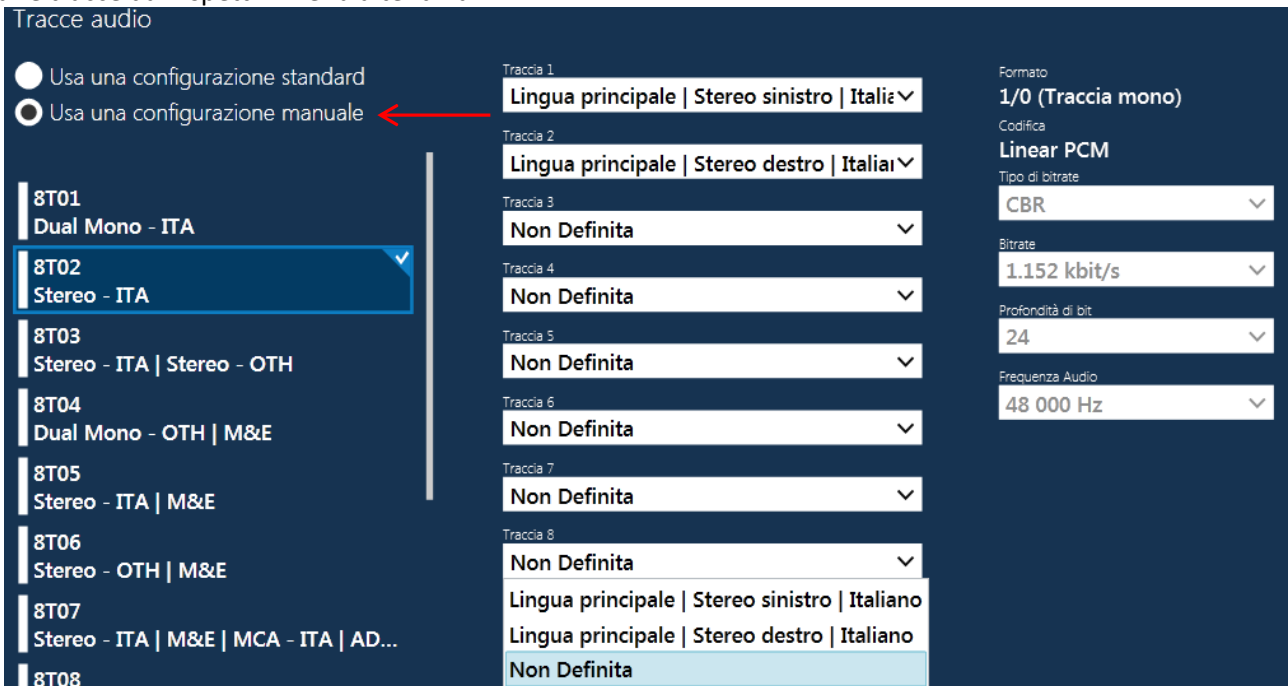 Tracce audio
Usa una configurazione standard
Usa una configurazione manuale
8T01
Dual Mono - ITA
8T02
Stereo - ITA
8T03
Stereo - ITA | Stereo - OTH
8T04
Dual Mono - OTH | M&E
8T05
Stereo - ITA | M&E
8T06
Stereo - OTH | M&E
8T07
Stereo - ITA | M&E | MCA - ITA | AD...
8T08
Traccia 1
Lingua principale | Stereo sinistro | Italia
Traccia 2
Lingua principale | Stereo destro | Italian
Traccia 3
Non Definita
Traccia 4
Non Definita
Traccia 5
Non Definita
Traccia 6
Non Definita
Traccia 7
Non Definita
Traccia 8
Non Definita
Lingua principale | Stereo sinistro | Italiano
Lingua principale | Stereo destro | Italiano
Non Definita
Formato
1/0 (Traccia mono)
Codifica
Linear PCM
Tipo di bitrate
CBR
Bitrate
1.152 kbit/s
Profondità di bit
24
Frequenza Audio
48 000 Hz